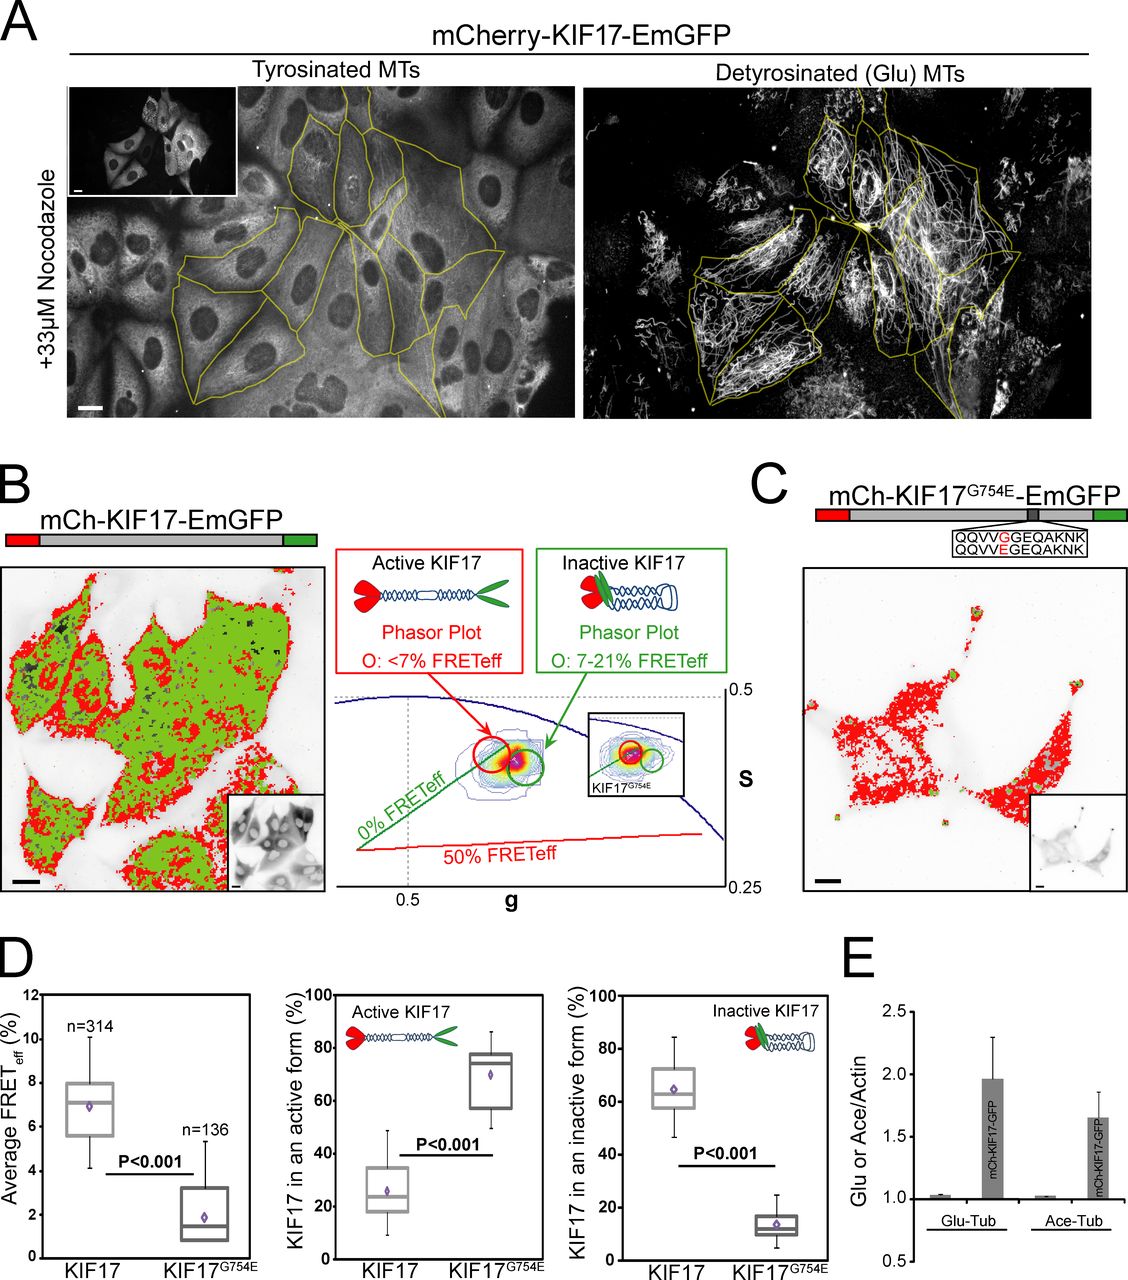 A
mCherry-KIF17-EmGFP
Tyrosinated MTs
Detyrosinated (Glu) MTs
+33µM Nocodazole
B
mCh-KIF17-EmGFP
Active KIF17
Phasor Plot
O: <7% FRETeff
Inactive KIF17
Phasor Plot
O: 7-21% FRETeff
0.5
KIF17G754E
S
0% FRETeff
50% FRETeff
0.25
0.5
g
C
mCh-KIF17G754E-EmGFP
QQVVGGEQAKNK
QQVVEGEQAKNK
D
Average FRETeff (%)
12
10
8
6
4
2
0
n=314
n=136
P<0.001
KIF17
KIF17G754E
KIF17 in an active form (%)
100
80
60
40
20
0
Active KIF17
P<0.001
KIF17
KIF17G754E
KIF17 in an inactive form (%)
100
80
60
40
20
0
Inactive KIF17
P<0.001
KIF17
KIF17G754E
E
Glu or Ace/Actin
2.5
2.0
1.5
1.0
0.5
mCh-KIF17-GFP
mCh-KIF17-GFP
Glu-Tub
Ace-Tub